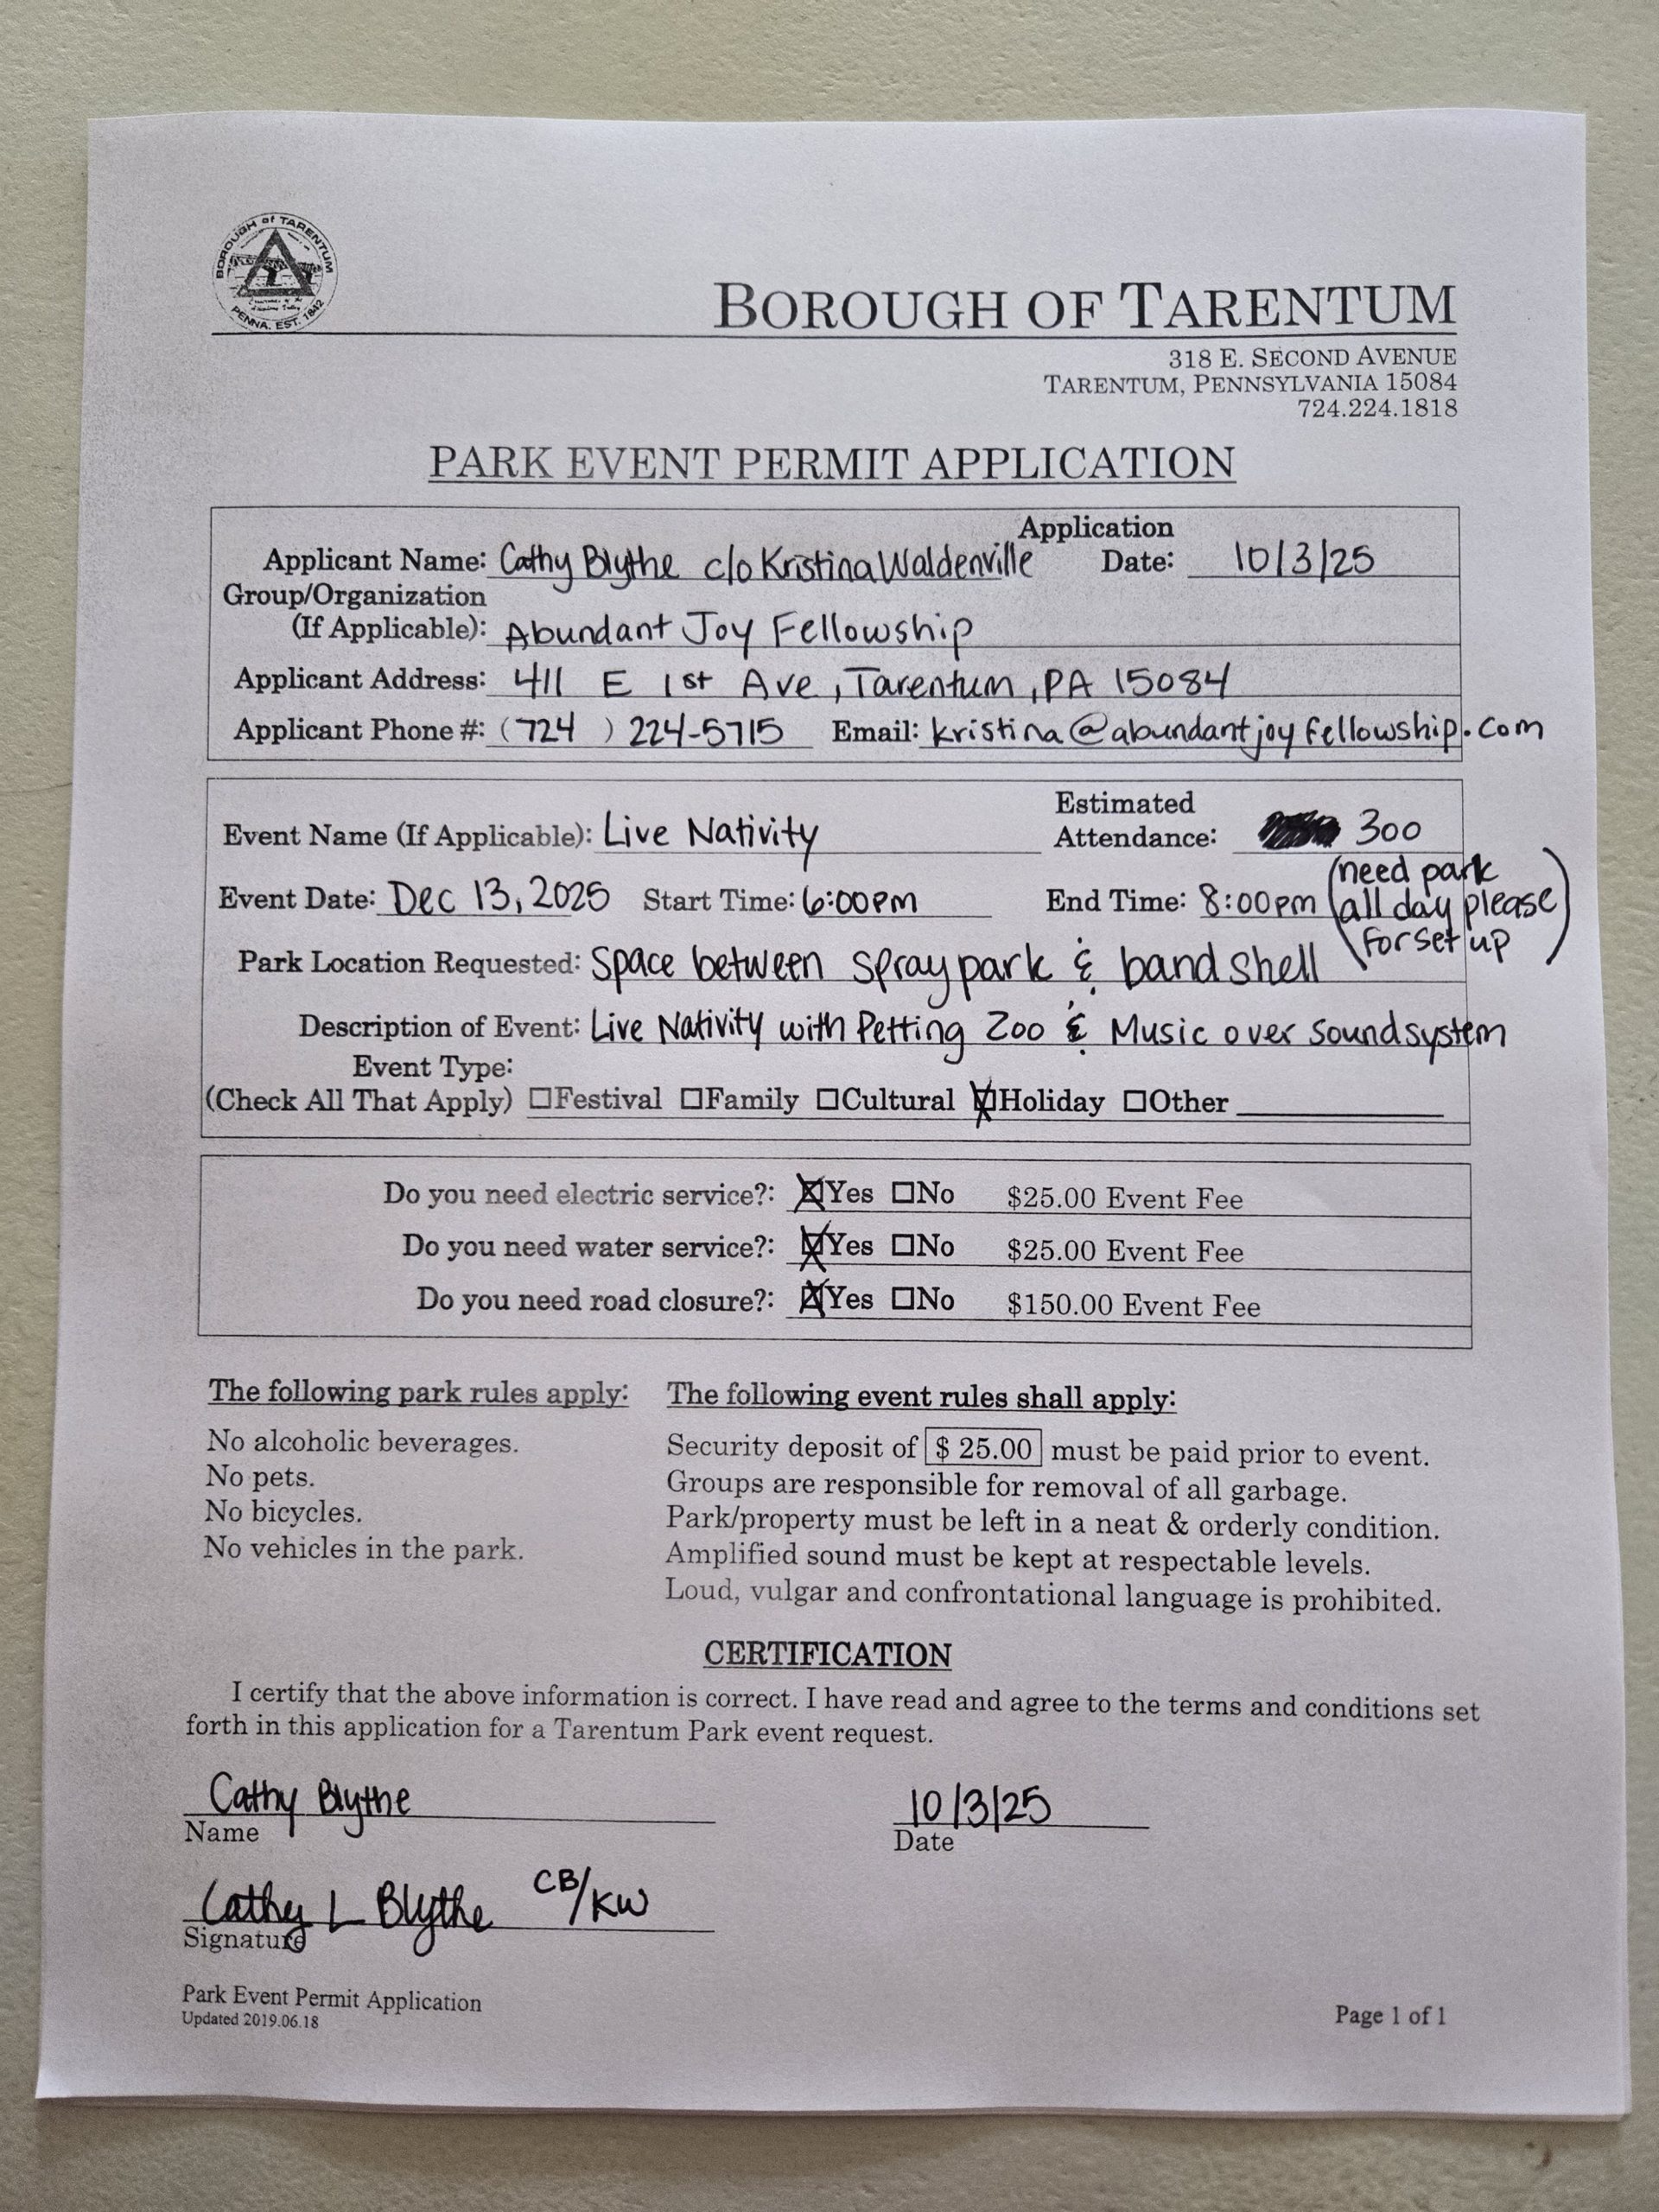 BOROUGH of TARENTUM
PENNA. EST. 1842
BOROUGH OF TARENTUM
318 E. SECOND AVENUE
TARENTUM, PENNSYLVANIA 15084
724.224.1818
PARK EVENT PERMIT APPLICATION
Applicant Name: Cathy Blythe c/o Kristina Waldenville Application Date: 10/3/25
Group/Organization
(If Applicable): Abundant Joy Fellowship
Applicant Address: 411 E 1st Ave, Tarentum, PA 15084
Applicant Phone #: (724) 224-5715 Email: kristina@abundantjoyfellowship.com
Event Name (If Applicable): Live Nativity Estimated Attendance: 300
Event Date: Dec 13, 2025 Start Time: 6:00pm End Time: 8:00pm (need park all day please for set up)
Park Location Requested: Space between spray park & band shell
Description of Event: Live Nativity with Petting Zoo & Music over soundsystem
Event Type:
(Check All That Apply) ☐Festival ☐Family ☐Cultural ☒Holiday ☐Other
Do you need electric service?: ☒Yes ☐No $25.00 Event Fee
Do you need water service?: ☒Yes ☐No $25.00 Event Fee
Do you need road closure?: ☒Yes ☐No $150.00 Event Fee
The following park rules apply:
No alcoholic beverages.
No pets.
No bicycles.
No vehicles in the park.
The following event rules shall apply:
Security deposit of $ 25.00 must be paid prior to event.
Groups are responsible for removal of all garbage.
Park/property must be left in a neat & orderly condition.
Amplified sound must be kept at respectable levels.
Loud, vulgar and confrontational language is prohibited.
CERTIFICATION
I certify that the above information is correct. I have read and agree to the terms and conditions set
forth in this application for a Tarentum Park event request.
Cathy Blythe 10/3/25
Name Date
Cathy L Blythe CB/KW
Signature
Park Event Permit Application
Updated 2019.06.18
Page 1 of 1